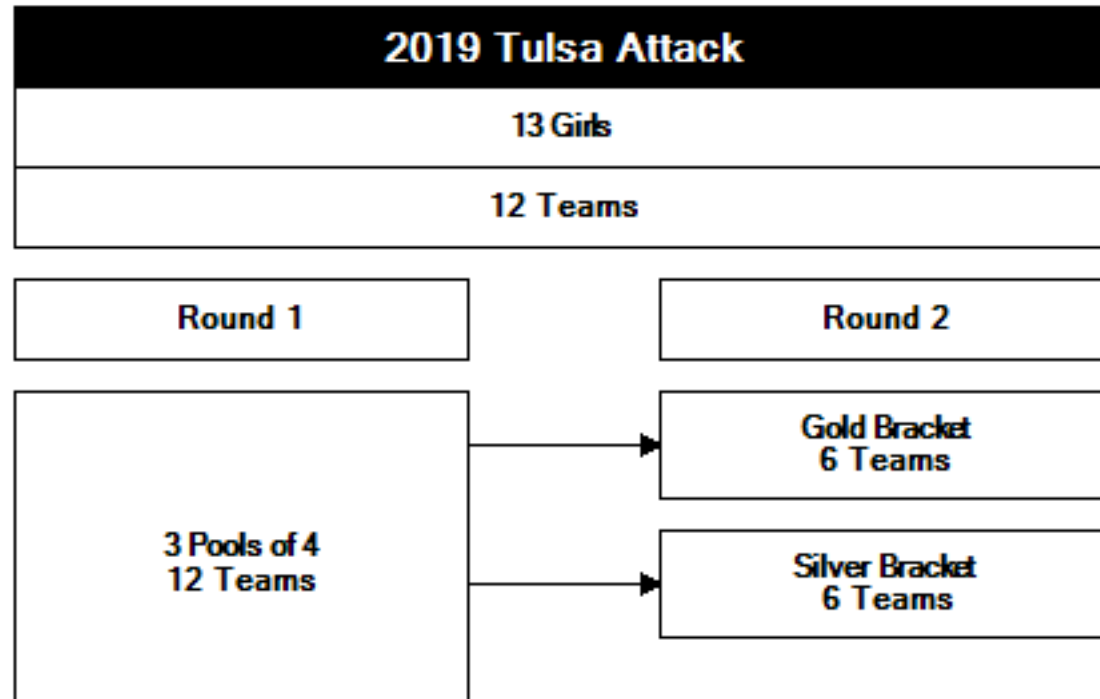 2019 Tulsa Attack
13 Girls
12 Teams
Round 1
Round 2
3 Pools of 4
12 Teams
Gold Bracket
6 Teams
Silver Bracket
6 Teams